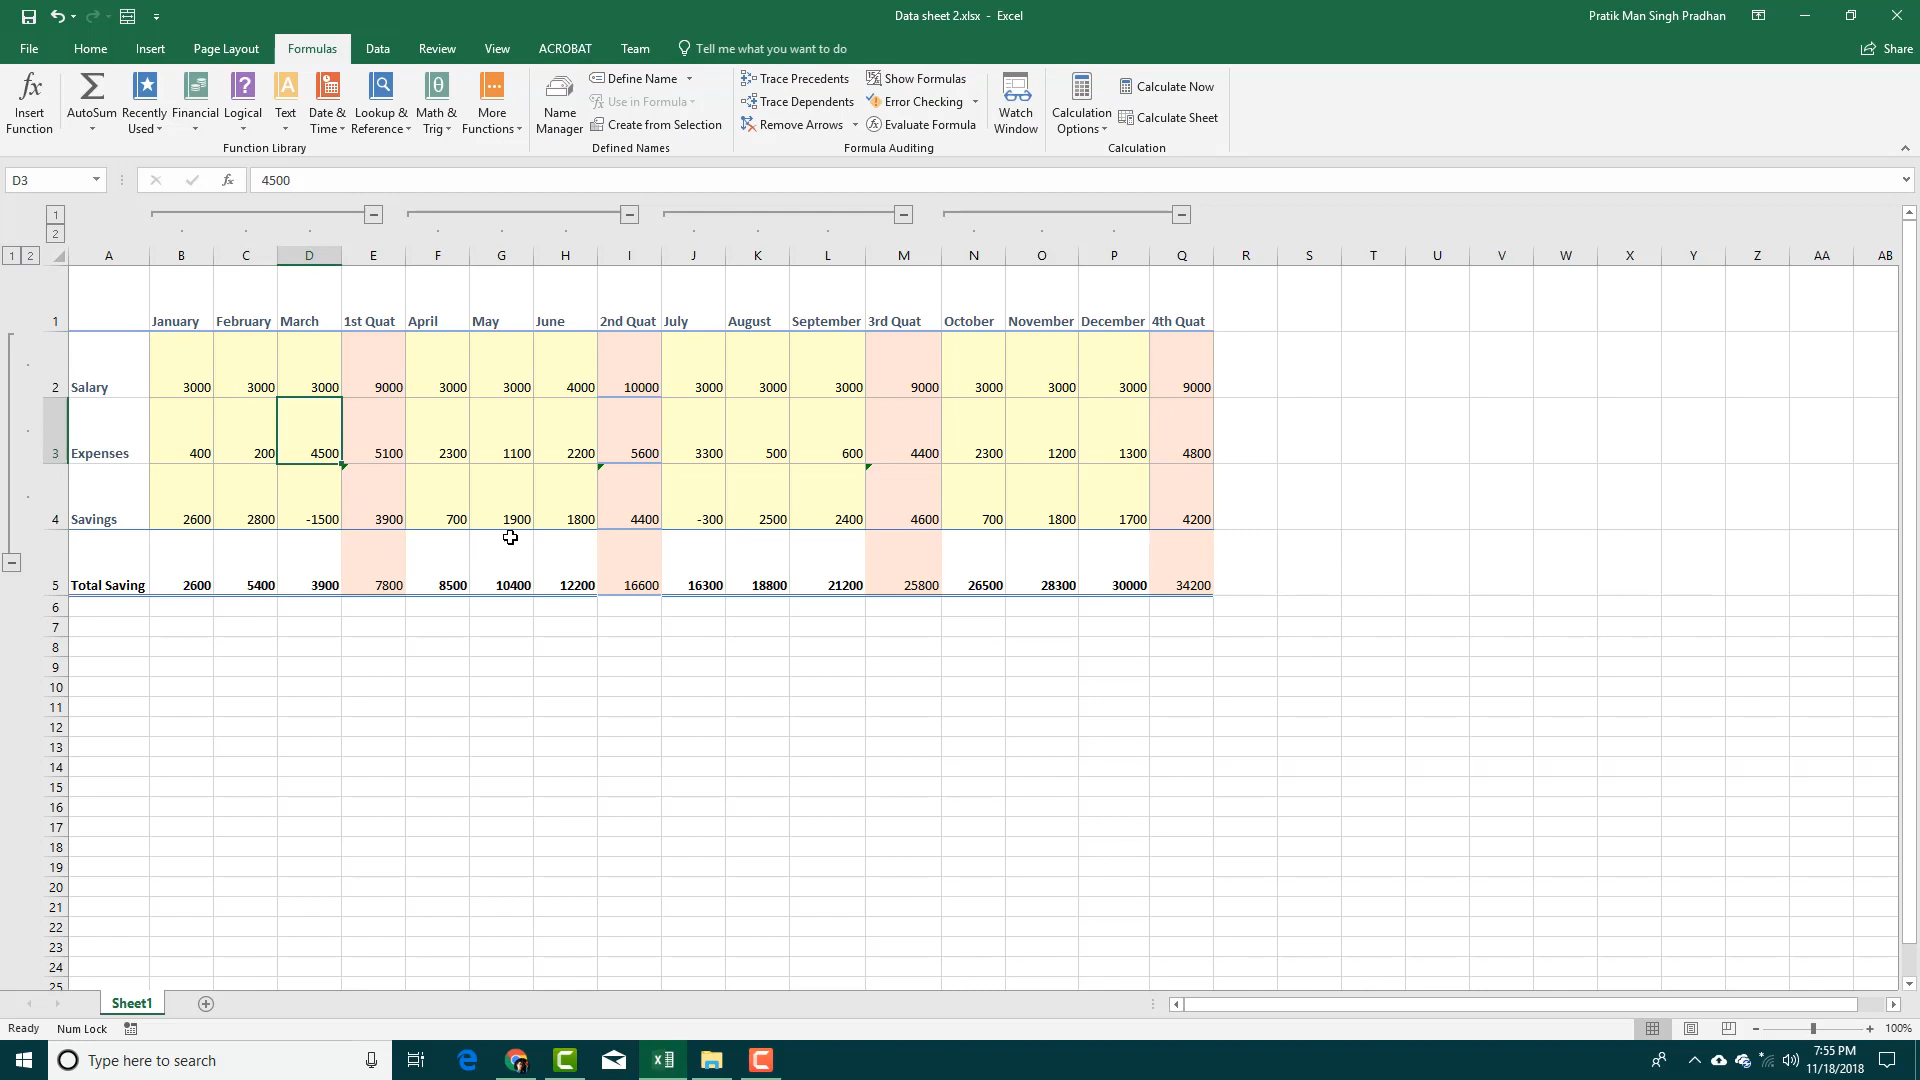 Data sheet 2.xlsx - Excel
Pratik Man Singh Pradhan
File Home Insert Page Layout Formulas Data Review View ACROBAT Team Tell me what you want to do Share
fx Insert Function
AutoSum
Recently Used
Financial
Logical
Text
Date & Time
Lookup & Reference
Math & Trig
More Functions
Function Library
Name Manager
Define Name
Use in Formula
Create from Selection
Defined Names
Trace Precedents
Trace Dependents
Remove Arrows
Show Formulas
Error Checking
Evaluate Formula
Formula Auditing
Watch Window
Calculation Options
Calculate Now
Calculate Sheet
Calculation
D3 fx 4500
1
2
1 2 A B C D E F G H I J K L M N O P Q R S T U V W X Y Z AA AB
1 January February March 1st Quat April May June 2nd Quat July August September 3rd Quat October November December 4th Quat
2 Salary 3000 3000 3000 9000 3000 3000 4000 10000 3000 3000 3000 9000 3000 3000 3000 9000
3 Expenses 400 200 4500 5100 2300 1100 2200 5600 3300 500 600 4400 2300 1200 1300 4800
4 Savings 2600 2800 -1500 3900 700 1900 1800 4400 -300 2500 2400 4600 700 1800 1700 4200
5 Total Saving 2600 5400 3900 7800 8500 10400 12200 16600 16300 18800 21200 25800 26500 28300 30000 34200
6
7
8
9
10
11
12
13
14
15
16
17
18
19
20
21
22
23
24
25
Sheet1
Ready Num Lock 100%
Type here to search
7:55 PM
11/18/2018